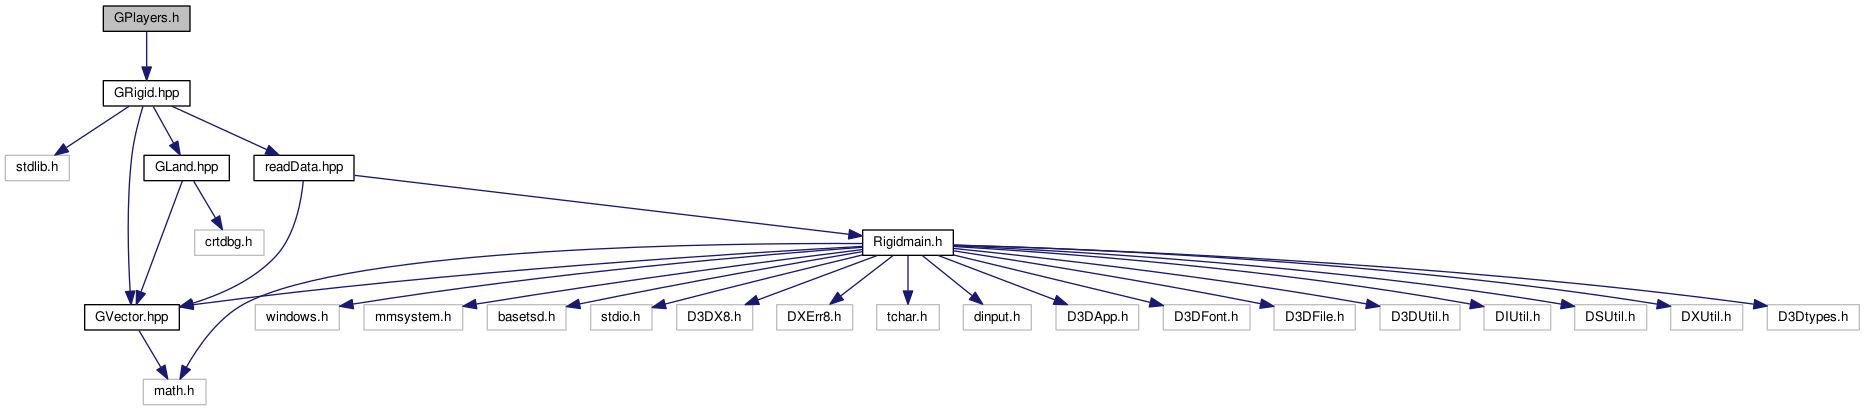 GPlayers.h
GRigid.hpp
stdlib.h
GLand.hpp
readData.hpp
crtdbg.h
Rigidmain.h
GVector.hpp
windows.h
mmsystem.h
basetsd.h
stdio.h
D3DX8.h
DXErr8.h
tchar.h
dinput.h
D3DApp.h
D3DFont.h
D3DFile.h
D3DUtil.h
DIUtil.h
DSUtil.h
DXUtil.h
D3Dtypes.h
math.h